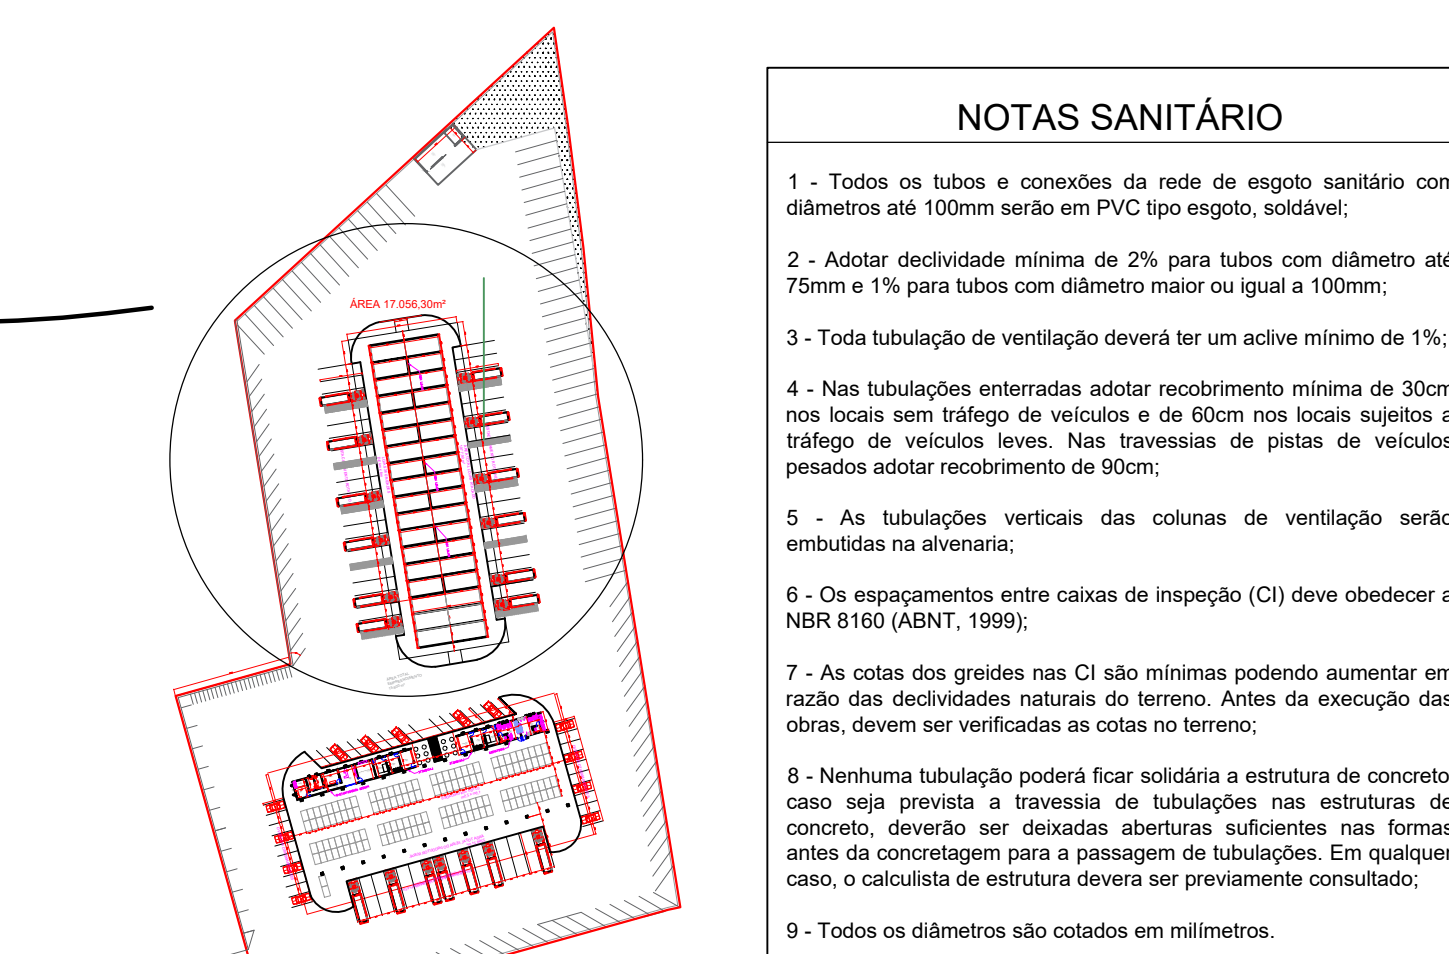 ÁREA 17.056,30m²
NOTAS SANITÁRIO
1 - Todos os tubos e conexões da rede de esgoto sanitário com
diâmetros até 100mm serão em PVC tipo esgoto, soldável;
2 - Adotar declividade mínima de 2% para tubos com diâmetro até
75mm e 1% para tubos com diâmetro maior ou igual a 100mm;
3 - Toda tubulação de ventilação deverá ter um aclive mínimo de 1%;
4 - Nas tubulações enterradas adotar recobrimento mínima de 30cm
nos locais sem tráfego de veículos e de 60cm nos locais sujeitos a
tráfego de veículos leves. Nas travessias de pistas de veículos
pesados adotar recobrimento de 90cm;
5 - As tubulações verticais das colunas de ventilação serão
embutidas na alvenaria;
6 - Os espaçamentos entre caixas de inspeção (CI) deve obedecer a
NBR 8160 (ABNT, 1999);
7 - As cotas dos greides nas CI são mínimas podendo aumentar em
razão das declividades naturais do terreno. Antes da execução das
obras, devem ser verificadas as cotas no terreno;
8 - Nenhuma tubulação poderá ficar solidária a estrutura de concreto
caso seja prevista a travessia de tubulações nas estruturas de
concreto, deverão ser deixadas aberturas suficientes nas formas
antes da concretagem para a passagem de tubulações. Em qualquer
caso, o calculista de estrutura devera ser previamente consultado;
9 - Todos os diâmetros são cotados em milímetros.